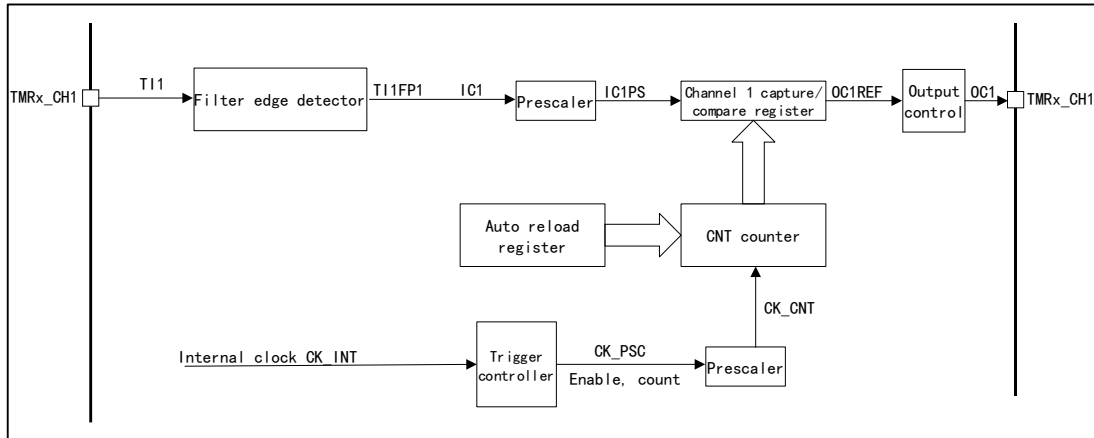 TMRx_CH1
TI1
Filter edge detector
TI1FP1
IC1
Prescaler
IC1PS
Channel 1 capture/
compare register
OC1REF
Output
control
OC1
TMRx_CH1
Auto reload
register
CNT counter
CK_CNT
Internal clock CK_INT
Trigger
controller
CK_PSC
Enable, count
Prescaler